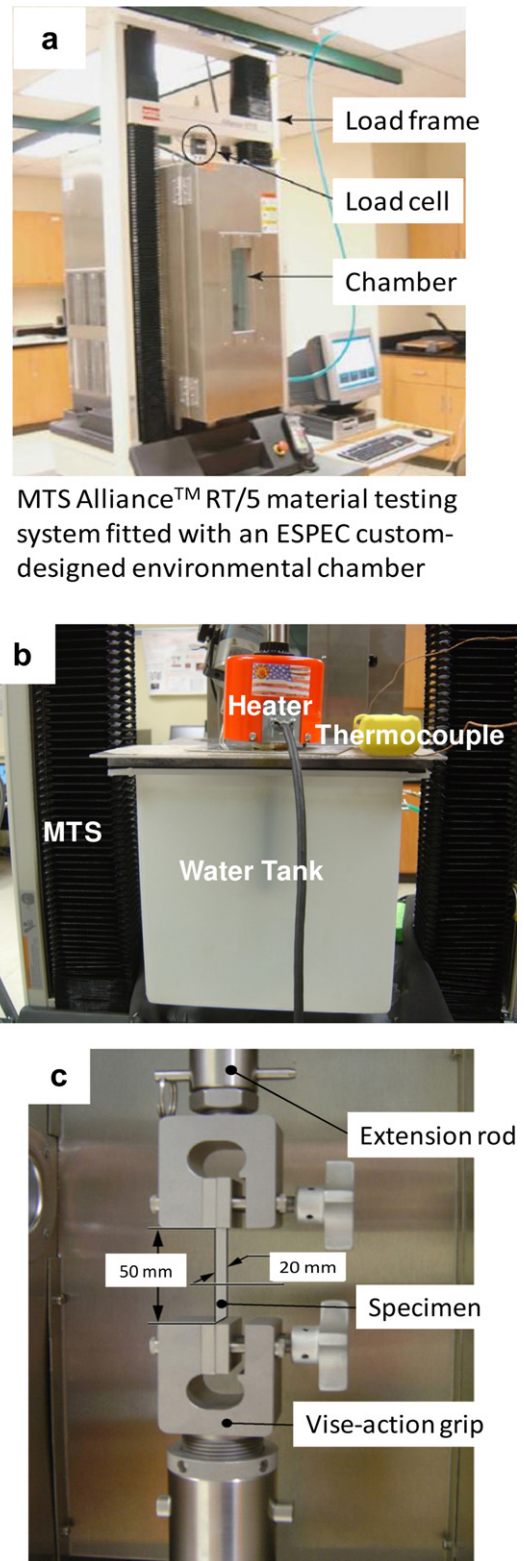 a
Load frame
Load cell
Chamber
MTS Alliance™ RT/5 material testing
system fitted with an ESPEC custom-
designed environmental chamber
b
Heater
Thermocouple
MTS
Water Tank
c
Extension rod
50 mm
20 mm
Specimen
Vise-action grip